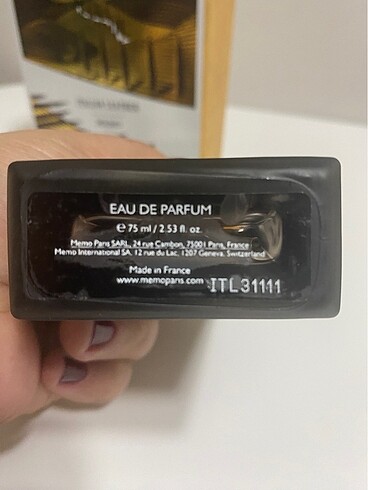 EAU DE PARFUM
e 75 ml / 2.53 fl. oz.
Memo Paris SARL, 24 rue Cambon, 75001 Paris, France
Memo International SA, 12 rue du Lac, 1207 Geneva, Switzerland
Made in France
www.memoparis.com ITL31111